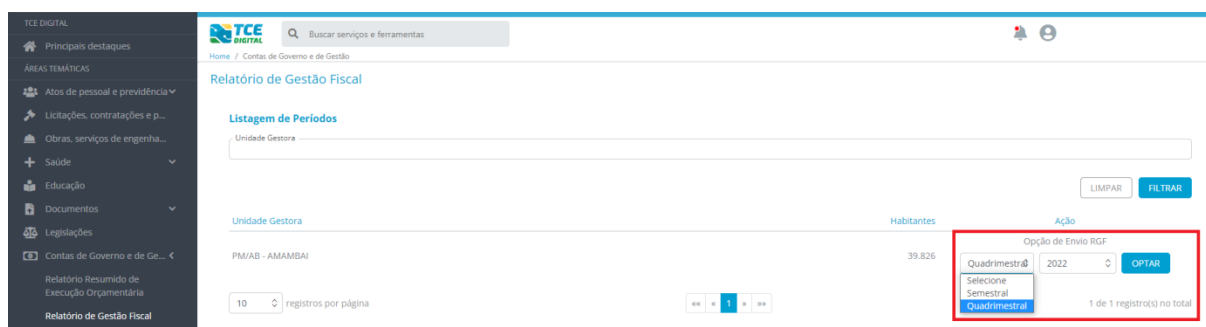 TCE DIGITAL
Principais destaques
ÁREAS TEMÁTICAS
Atos de pessoal e previdência
Licitações, contratações e p...
Obras, serviços de engenha...
Saúde
Educação
Documentos
Legislações
Contas de Governo e de Ge...
Relatório Resumido de
Execução Orçamentária
Relatório de Gestão Fiscal
TCE
DIGITAL
Buscar serviços e ferramentas
Home / Contas de Governo e de Gestão
Relatório de Gestão Fiscal
Listagem de Períodos
Unidade Gestora
LIMPAR
FILTRAR
Unidade Gestora Habitantes Ação
Opção de Envio RGF
PM/AB - AMAMBAI 39.826
Quadrimestral 2022 OPTAR
Selecione
Semestral
Quadrimestral
10 registros por página
«« « 1 » »»
1 de 1 registro(s) no total